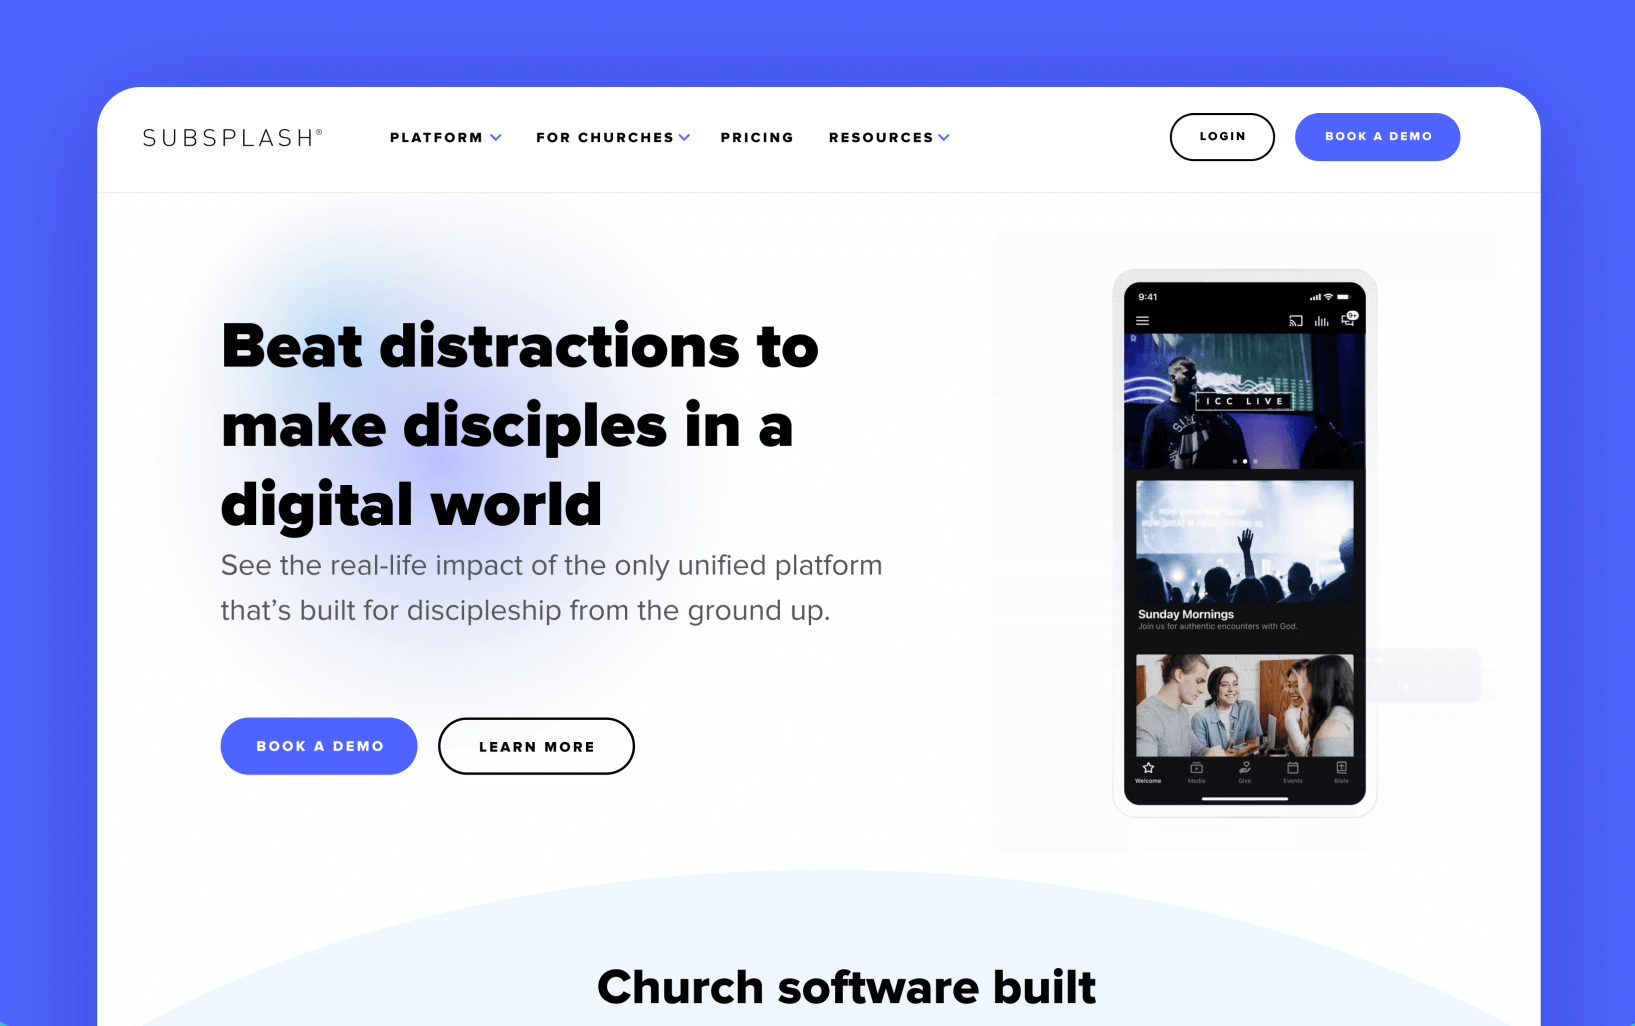 SUBSPLASH®
PLATFORM
FOR CHURCHES
PRICING
RESOURCES
LOGIN
BOOK A DEMO
Beat distractions to
make disciples in a
digital world
See the real-life impact of the only unified platform
that’s built for discipleship from the ground up.
BOOK A DEMO
LEARN MORE
9:41
9+
ICC LIVE
Sunday Mornings
Join us for authentic encounters with God.
Welcome
Media
Give
Events
Bible
Church software built